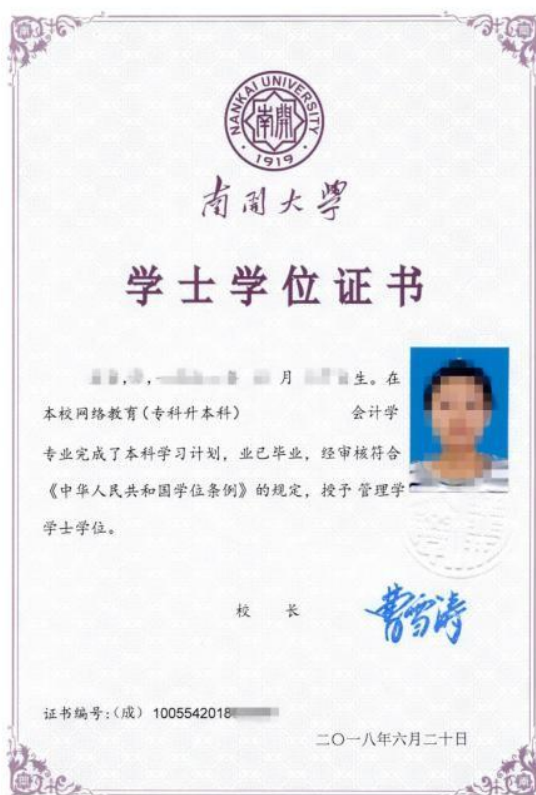 NANKAI UNIVERSITY
南開
1919
南開大學
学士学位证书
月 生。在
本校网络教育(专科升本科) 会计学
专业完成了本科学习计划,业已毕业,经审核符合
《中华人民共和国学位条例》的规定,授予 管理学
学士学位。
校 长
曹雪涛
证书编号:(成) 1005542018
二〇一八年六月二十日